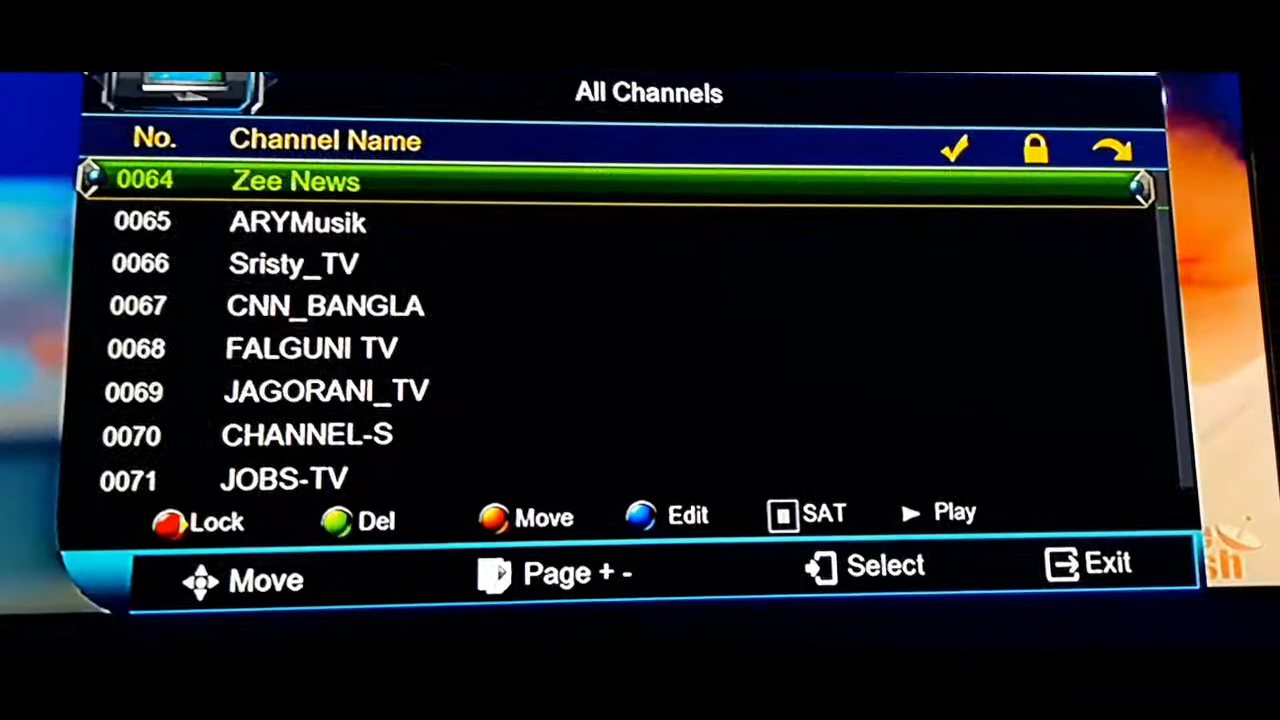 All Channels
No. Channel Name
0064 Zee News
0065 ARYMusik
0066 Sristy_TV
0067 CNN_BANGLA
0068 FALGUNI TV
0069 JAGORANI_TV
0070 CHANNEL-S
0071 JOBS-TV
Lock Del Move Edit SAT Play
Move Page + - Select Exit